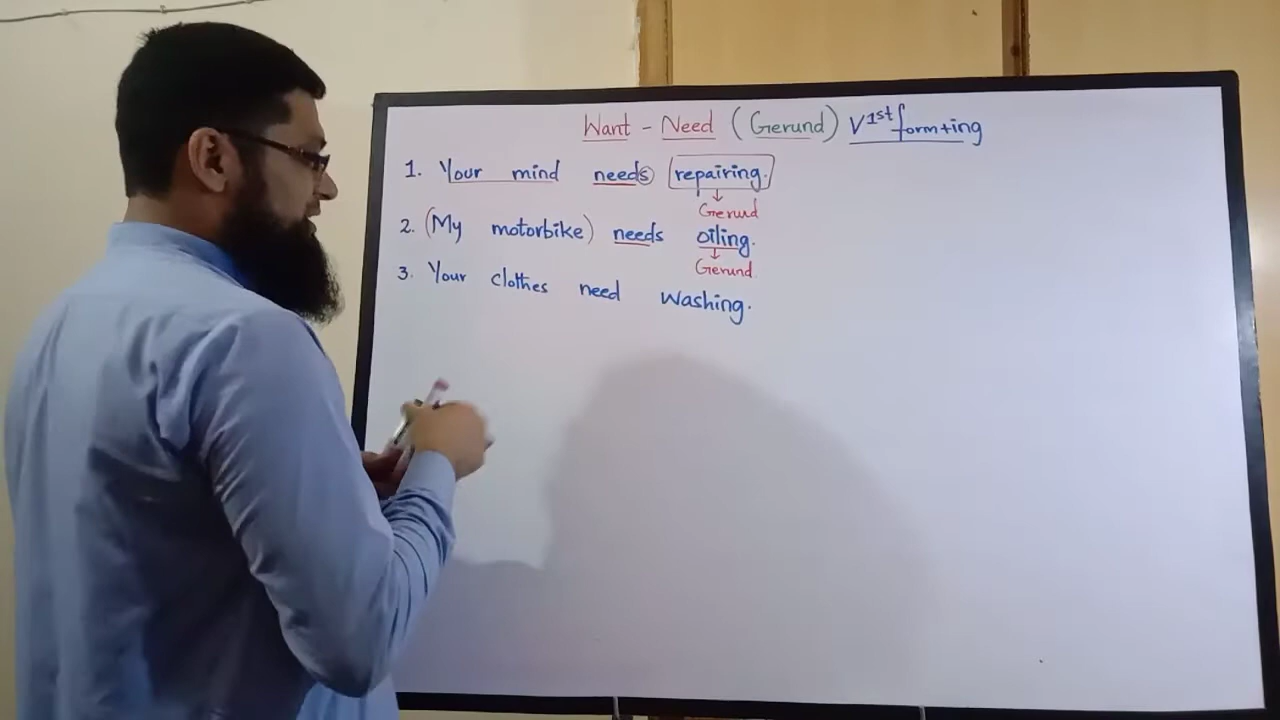 Want - Need (Gerund) V 1st form+ing
1. Your mind needs repairing.
Gerund
2. (My motorbike) needs oiling.
Gerund
3. Your clothes need washing.